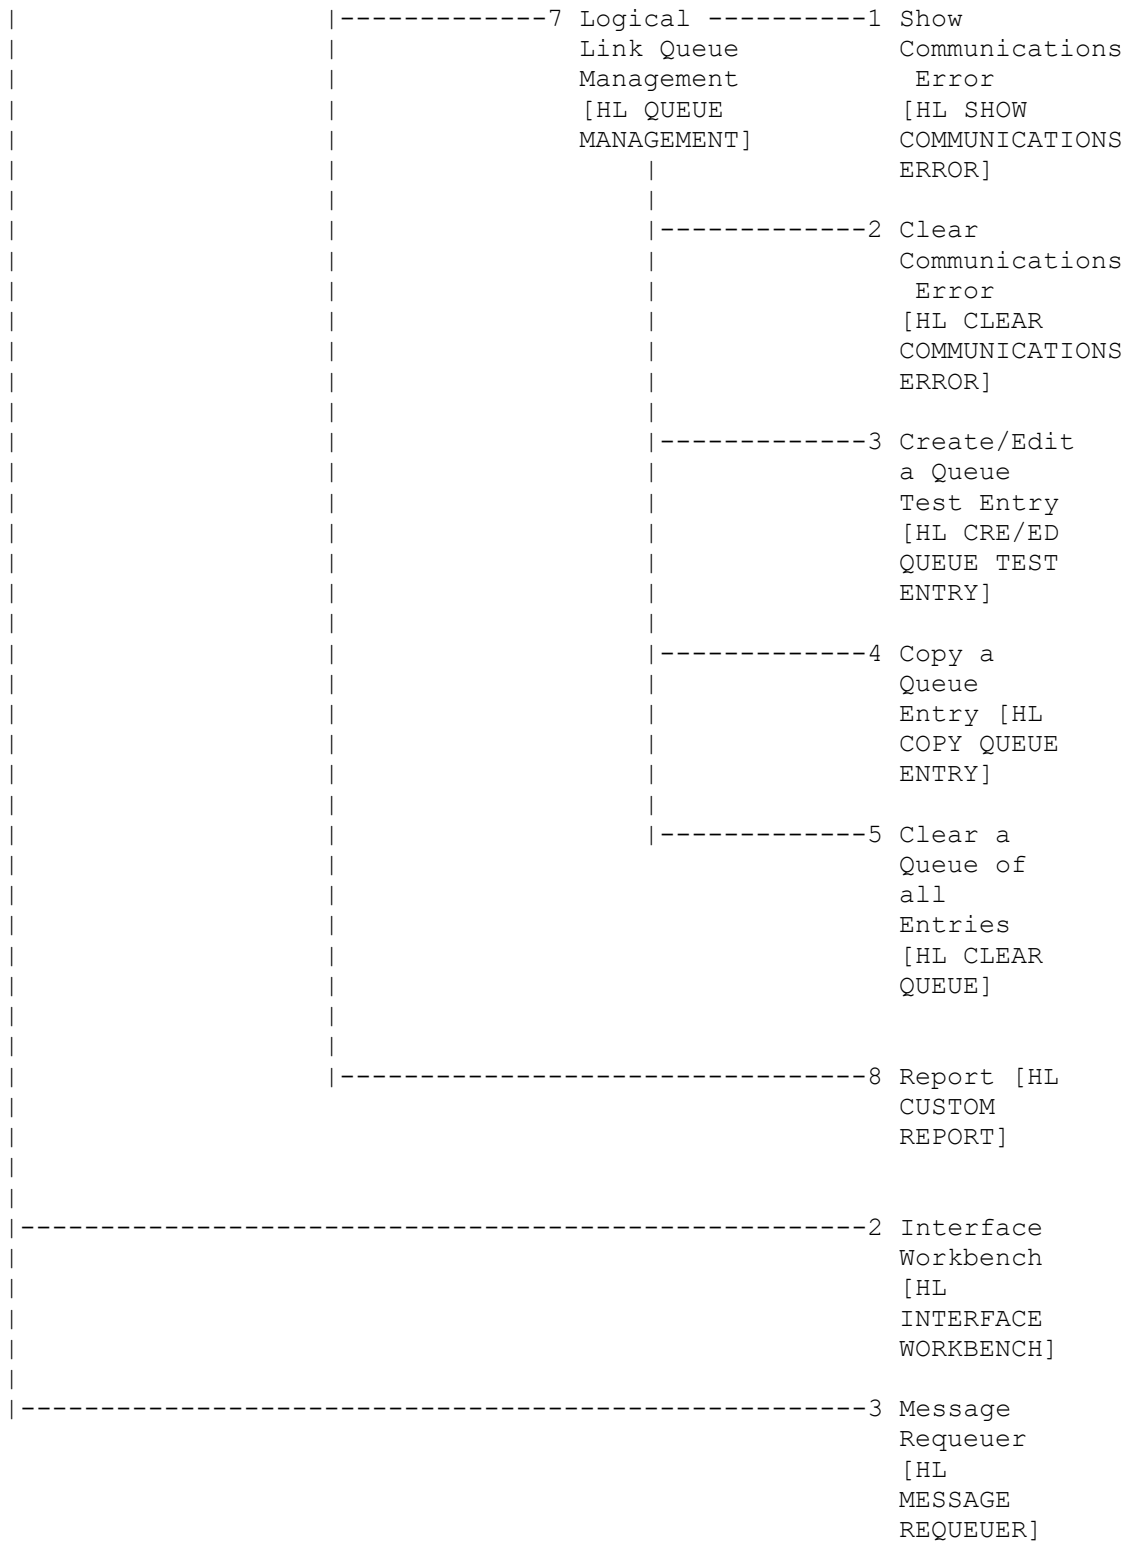 |                   |-------------7 Logical ----------1 Show
|                   |               Link Queue          Communications
|                   |               Management           Error
|                   |               [HL QUEUE           [HL SHOW
|                   |               MANAGEMENT]         COMMUNICATIONS
|                   |                   |               ERROR]
|                   |                   |
|                   |                   |-------------2 Clear
|                   |                   |               Communications
|                   |                   |                Error
|                   |                   |               [HL CLEAR
|                   |                   |               COMMUNICATIONS
|                   |                   |               ERROR]
|                   |                   |
|                   |                   |-------------3 Create/Edit
|                   |                   |               a Queue
|                   |                   |               Test Entry
|                   |                   |               [HL CRE/ED
|                   |                   |               QUEUE TEST
|                   |                   |               ENTRY]
|                   |                   |
|                   |                   |-------------4 Copy a
|                   |                   |               Queue
|                   |                   |               Entry [HL
|                   |                   |               COPY QUEUE
|                   |                   |               ENTRY]
|                   |                   |
|                   |                   |-------------5 Clear a
|                   |                                   Queue of
|                   |                                   all
|                   |                                   Entries
|                   |                                   [HL CLEAR
|                   |                                   QUEUE]
|                   |
|                   |
|                   |---------------------------------8 Report [HL
|                                                       CUSTOM
|                                                       REPORT]
|
|
|-----------------------------------------------------2 Interface
|                                                       Workbench
|                                                       [HL
|                                                       INTERFACE
|                                                       WORKBENCH]
|
|-----------------------------------------------------3 Message
                                                        Requeuer
                                                        [HL
                                                        MESSAGE
                                                        REQUEUER]